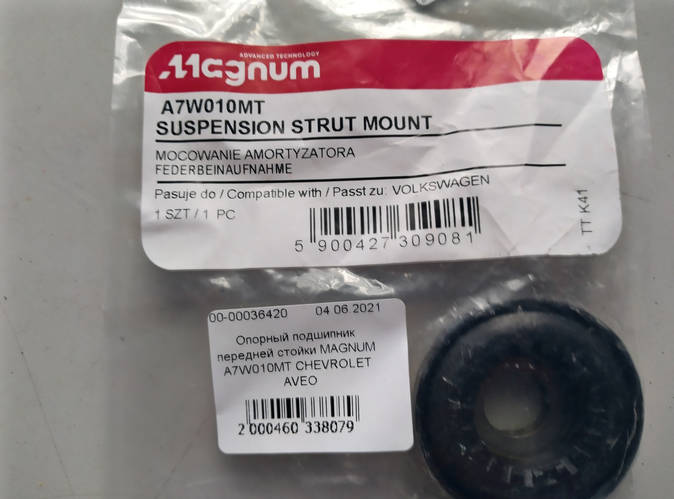 ADVANCED TECHNOLOGY
Magnum
A7W010MT
SUSPENSION STRUT MOUNT
MOCOWANIE AMORTYZATORA
FEDERBEINAUFNAHME
Pasuje do / Compatible with / Passt zu: VOLKSWAGEN
1 SZT / 1 PC
5 900427 309081
TT K41
00-00036420 04 06.2021
Опорный подшипник
передней стойки MAGNUM
A7W010MT CHEVROLET
AVEO
2 000460 338079